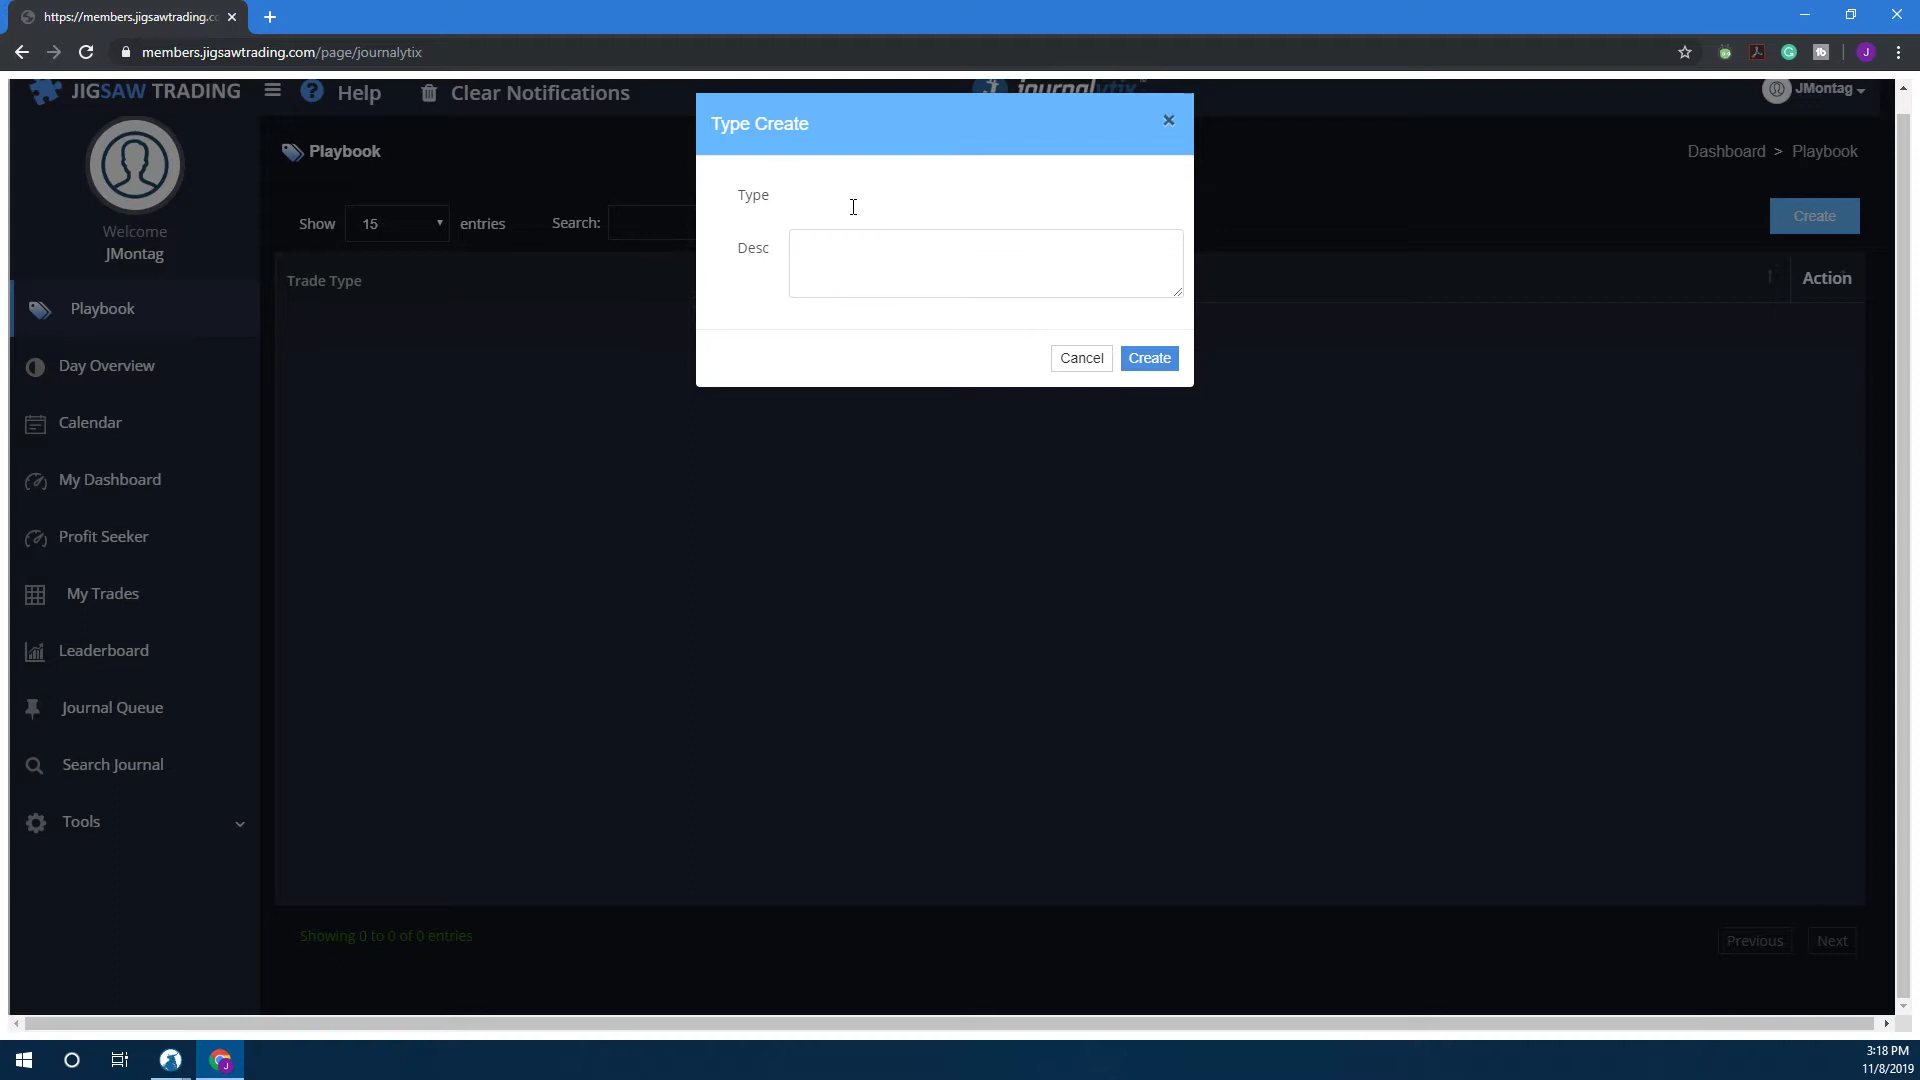 https://members.jigsawtrading.c
members.jigsawtrading.com/page/journalytix
JIGSAW TRADING
Help
Clear Notifications
journalytix™
JMontag
Type Create
Playbook
Dashboard > Playbook
Type
Show 15 entries Search:
Create
Welcome
JMontag
Desc
Trade Type
Action
Playbook
Cancel
Create
Day Overview
Calendar
My Dashboard
Profit Seeker
My Trades
Leaderboard
Journal Queue
Search Journal
Tools
Showing 0 to 0 of 0 entries
Previous
Next
3:18 PM
11/8/2019